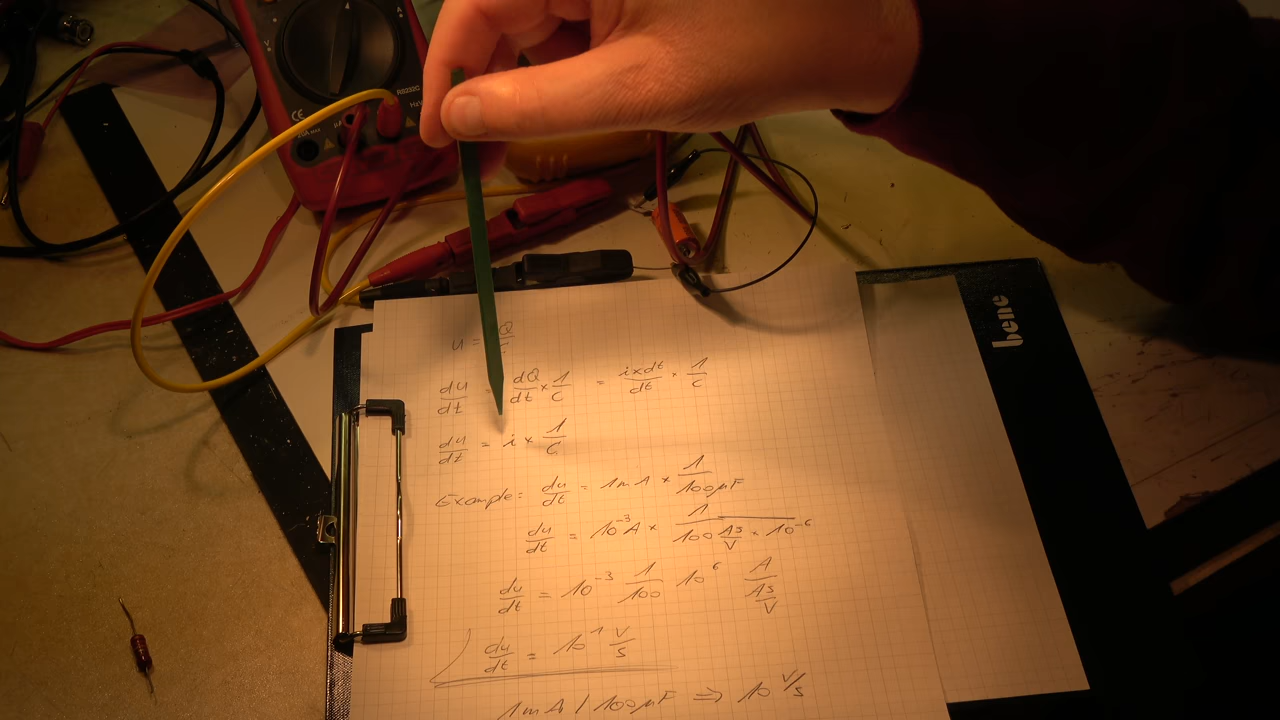 RS232C
CE
bene
u = Q
du/dt = dQ/dt × 1/C = i×dt/dt × 1/C
du/dt = i × 1/C
Example: du/dt = 1mA × 1/100µF
du/dt = 10⁻³A × 1/100 As/V × 10⁻⁶
du/dt = 10⁻³ 1/100 10⁶ A/As/V
du/dt = 10¹ V/s
1mA / 100µF ⇒ 10 V/s